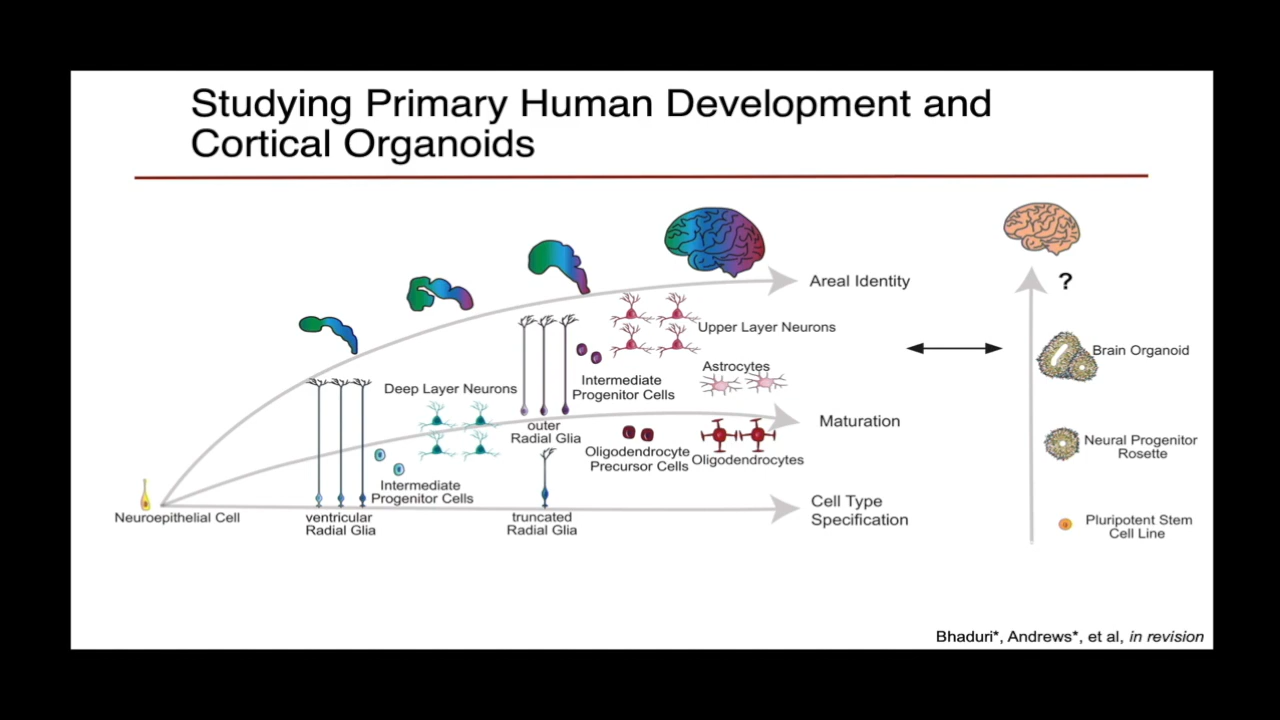 Studying Primary Human Development and
Cortical Organoids
Areal Identity
Upper Layer Neurons
Astrocytes
Deep Layer Neurons
Intermediate
Progenitor Cells
Maturation
outer
Radial Glia
Oligodendrocyte
Precursor Cells
Oligodendrocytes
Intermediate
Progenitor Cells
Neuroepithelial Cell
ventricular
Radial Glia
truncated
Radial Glia
Cell Type
Specification
?
Brain Organoid
Neural Progenitor
Rosette
Pluripotent Stem
Cell Line
Bhaduri*, Andrews*, et al, in revision